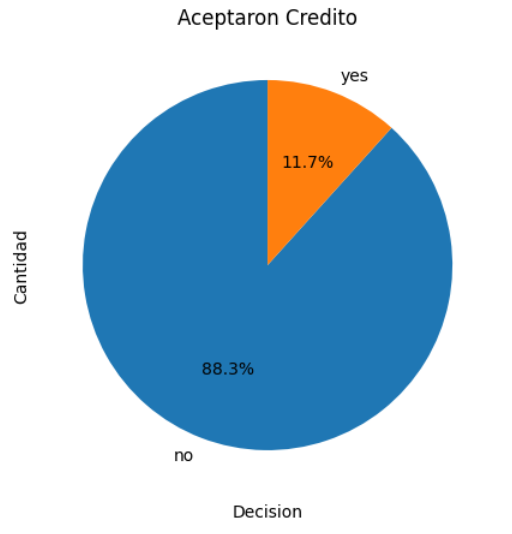 Aceptaron Credito
yes
11.7%
Cantidad
88.3%
no
Decision